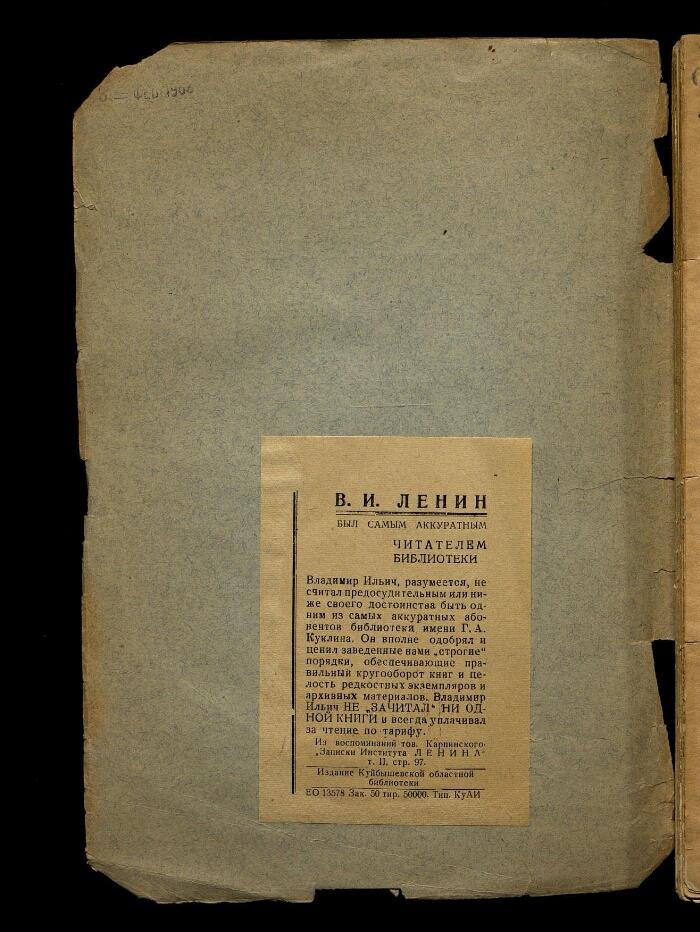 ФЕВ 1906
В. И. ЛЕНИН
БЫЛ САМЫМ АККУРАТНЫМ
ЧИТАТЕЛЕМ
БИБЛИОТЕКИ
Владимир Ильич, разумеется, не
считал предосудительным или ни-
же своего достоинства быть од-
ним из самых аккуратных або-
нентов библиотеки имени Г. А.
Куклина. Он вполне одобрял и
ценил заведенные нами „строгие"
порядки, обеспечивающие пра-
вильный кругооборот книг и це-
лость редкостных экземпляров и
архивных материалов. Владимир
Ильич НЕ „ЗАЧИТАЛ" НИ ОД-
НОЙ КНИГИ и всегда уплачивал
за чтение по тарифу.
Из воспоминаний тов. Карпинского
„Записки Института ЛЕНИНА"
т. II, стр. 97.
Издание Куйбышевской областной
библиотеки
ЕО 13578 Зак. 50 тир. 50000. Тип. КуАИ